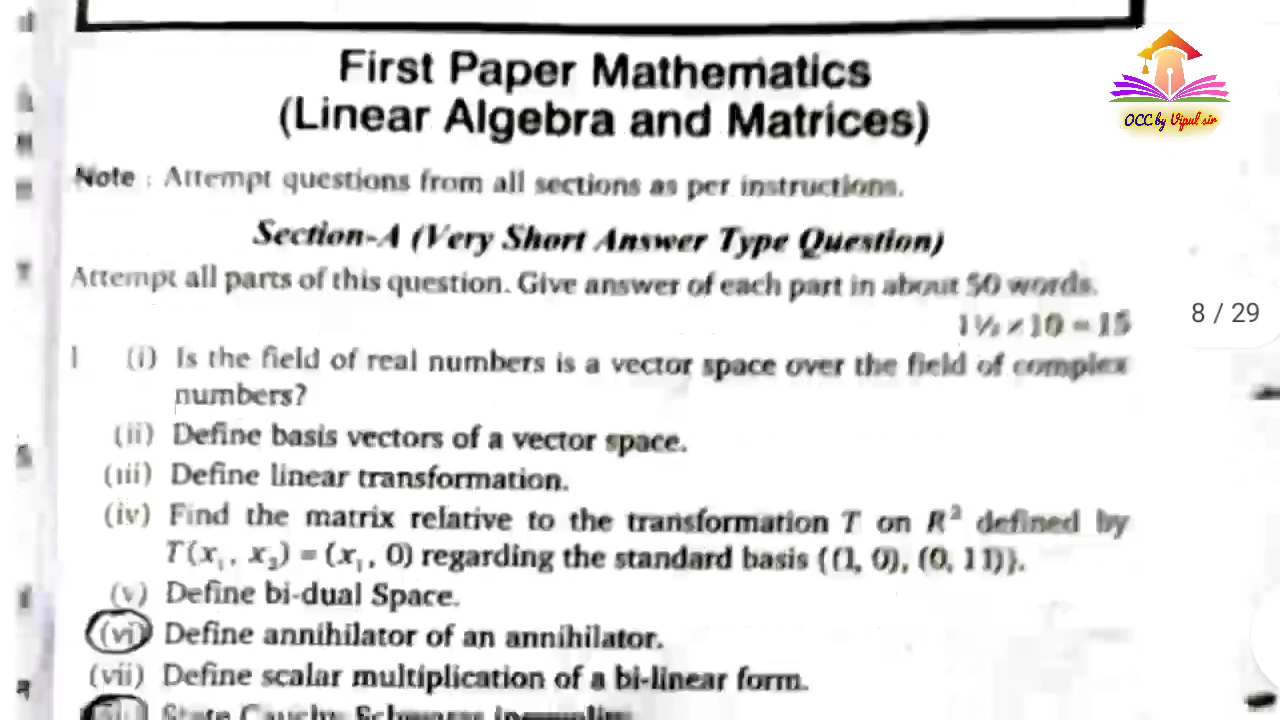 First Paper Mathematics
(Linear Algebra and Matrices)
OCC by Vipul sir
Note : Attempt questions from all sections as per instructions.
Section-A (Very Short Answer Type Question)
Attempt all parts of this question. Give answer of each part in about 50 words.
1½ × 10 = 15
8 / 29
1 (i) Is the field of real numbers is a vector space over the field of complex
numbers?
(ii) Define basis vectors of a vector space.
(iii) Define linear transformation.
(iv) Find the matrix relative to the transformation T on R² defined by
T(x₁, x₂) = (x₁, 0) regarding the standard basis {(1, 0), (0, 11)}.
(v) Define bi-dual Space.
(vi) Define annihilator of an annihilator.
(vii) Define scalar multiplication of a bi-linear form.
State Cauchy Schwarz inequality